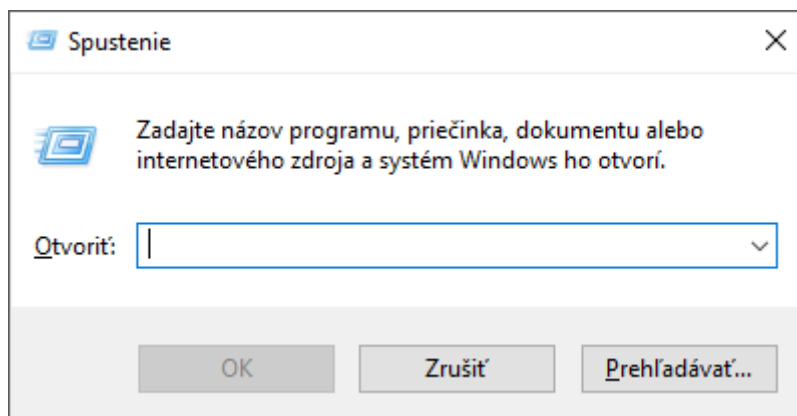 Spustenie
Zadajte názov programu, priečinka, dokumentu alebo
internetového zdroja a systém Windows ho otvorí.
Otvoriť:
OK
Zrušiť
Prehľadávať...